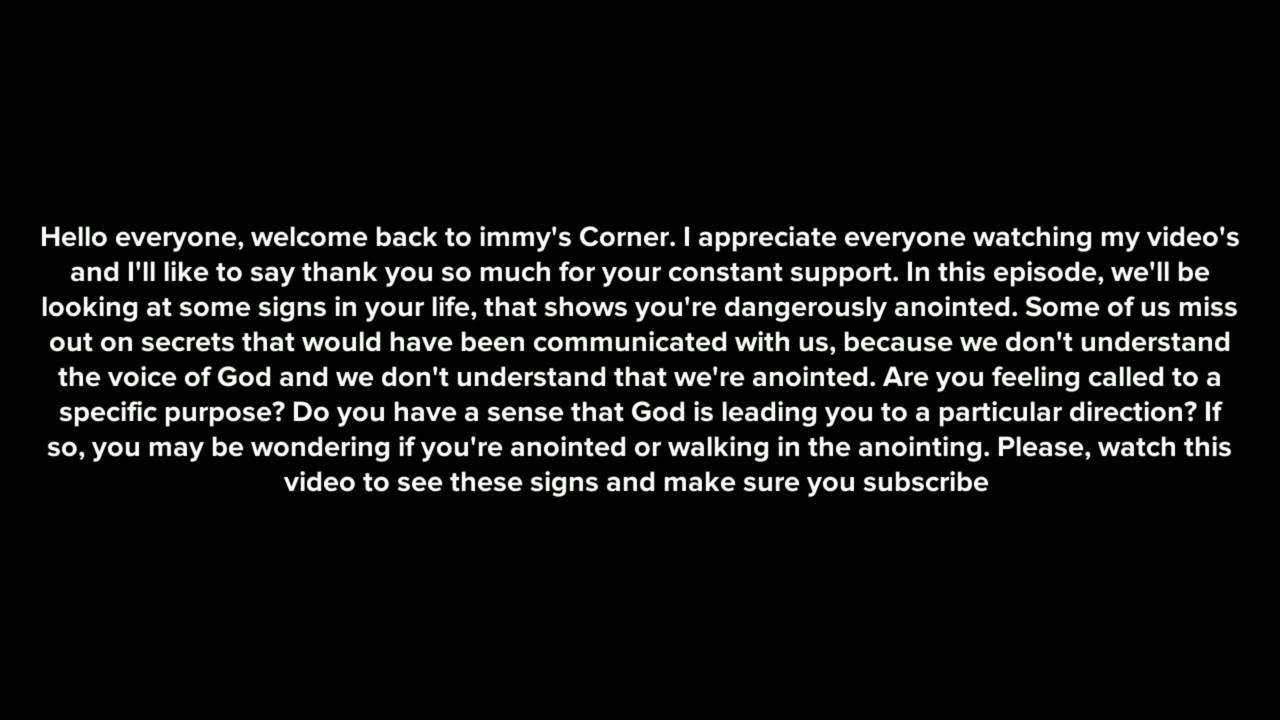 Hello everyone, welcome back to immy's Corner. I appreciate everyone watching my video's
and I'll like to say thank you so much for your constant support. In this episode, we'll be
looking at some signs in your life, that shows you're dangerously anointed. Some of us miss
out on secrets that would have been communicated with us, because we don't understand
the voice of God and we don't understand that we're anointed. Are you feeling called to a
specific purpose? Do you have a sense that God is leading you to a particular direction? If
so, you may be wondering if you're anointed or walking in the anointing. Please, watch this
video to see these signs and make sure you subscribe